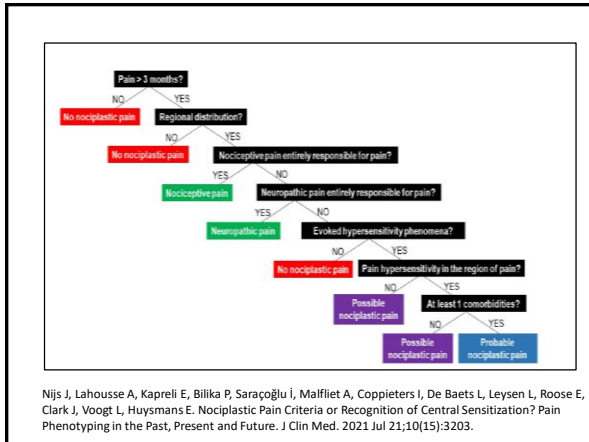 Pain > 3 months?
NO YES
No nociplastic pain Regional distribution?
NO YES
No nociplastic pain Nociceptive pain entirely responsible for pain?
YES NO
Nociceptive pain Neuropathic pain entirely responsible for pain?
YES NO
Neuropathic pain Evoked hypersensitivity phenomena?
NO YES
No nociplastic pain Pain hypersensitivity in the region of pain?
NO YES
Possible
nociplastic pain
At least 1 comorbidities?
NO YES
Possible
nociplastic pain
Probable
nociplastic pain
Nijs J, Lahousse A, Kapreli E, Bilika P, Saraçoğlu İ, Malfliet A, Coppieters I, De Baets L, Leysen L, Roose E,
Clark J, Voogt L, Huysmans E. Nociplastic Pain Criteria or Recognition of Central Sensitization? Pain
Phenotyping in the Past, Present and Future. J Clin Med. 2021 Jul 21;10(15):3203.